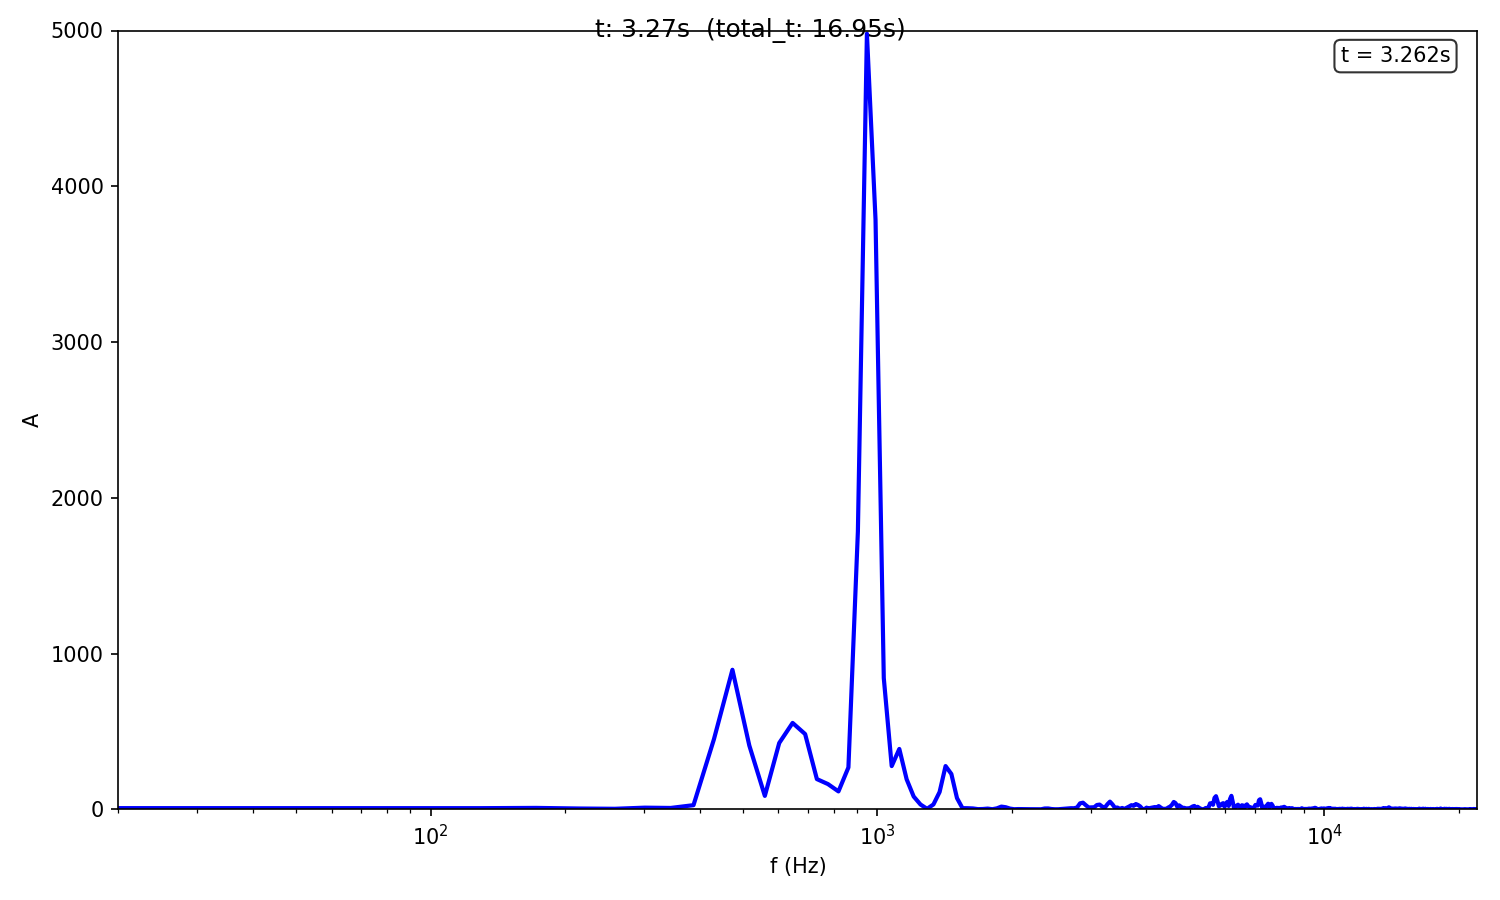 t: 3.27s (total_t: 16.95s)
t = 3.262s
5000
4000
3000
2000
1000
0
A
10²
10³
10⁴
f (Hz)